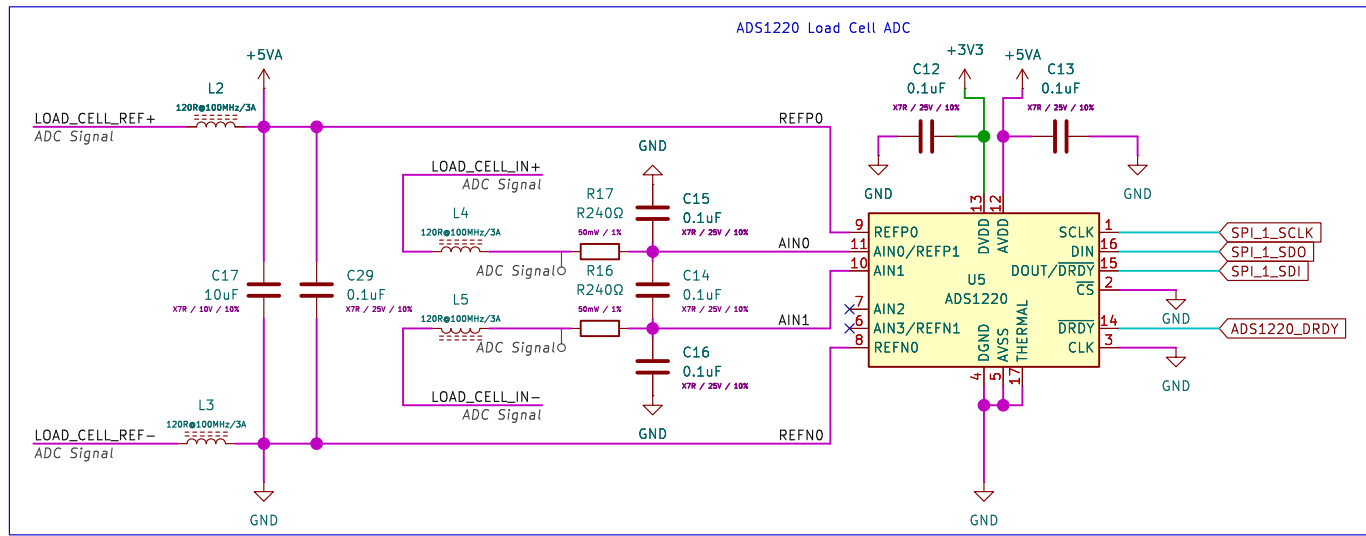 ADS1220 Load Cell ADC
+5VA
L2
120R@100MHz/3A
LOAD_CELL_REF+
ADC Signal
REFP0
+3V3
+5VA
C12
0.1uF
X7R / 25V / 10%
C13
0.1uF
X7R / 25V / 10%
GND
GND
GND
LOAD_CELL_IN+
ADC Signal
L4
120R@100MHz/3A
ADC Signal
R17
R240Ω
50mW / 1%
C15
0.1uF
X7R / 25V / 10%
AIN0
C17
10uF
X7R / 10V / 10%
C29
0.1uF
X7R / 25V / 10%
R16
R240Ω
50mW / 1%
C14
0.1uF
X7R / 25V / 10%
L5
120R@100MHz/3A
ADC Signal
AIN1
C16
0.1uF
X7R / 25V / 10%
LOAD_CELL_IN-
ADC Signal
GND
L3
120R@100MHz/3A
LOAD_CELL_REF-
ADC Signal
REFN0
GND
13
12
DVDD
AVDD
9
REFP0
11
AIN0/REFP1
10
AIN1
7
AIN2
6
AIN3/REFN1
8
REFN0
U5
ADS1220
SCLK
1
SPI_1_SCLK
DIN
16
SPI_1_SDO
DOUT/DRDY
15
SPI_1_SDI
CS
2
GND
DRDY
14
ADS1220_DRDY
CLK
3
GND
DGND
AVSS
THERMAL
4
5
17
GND